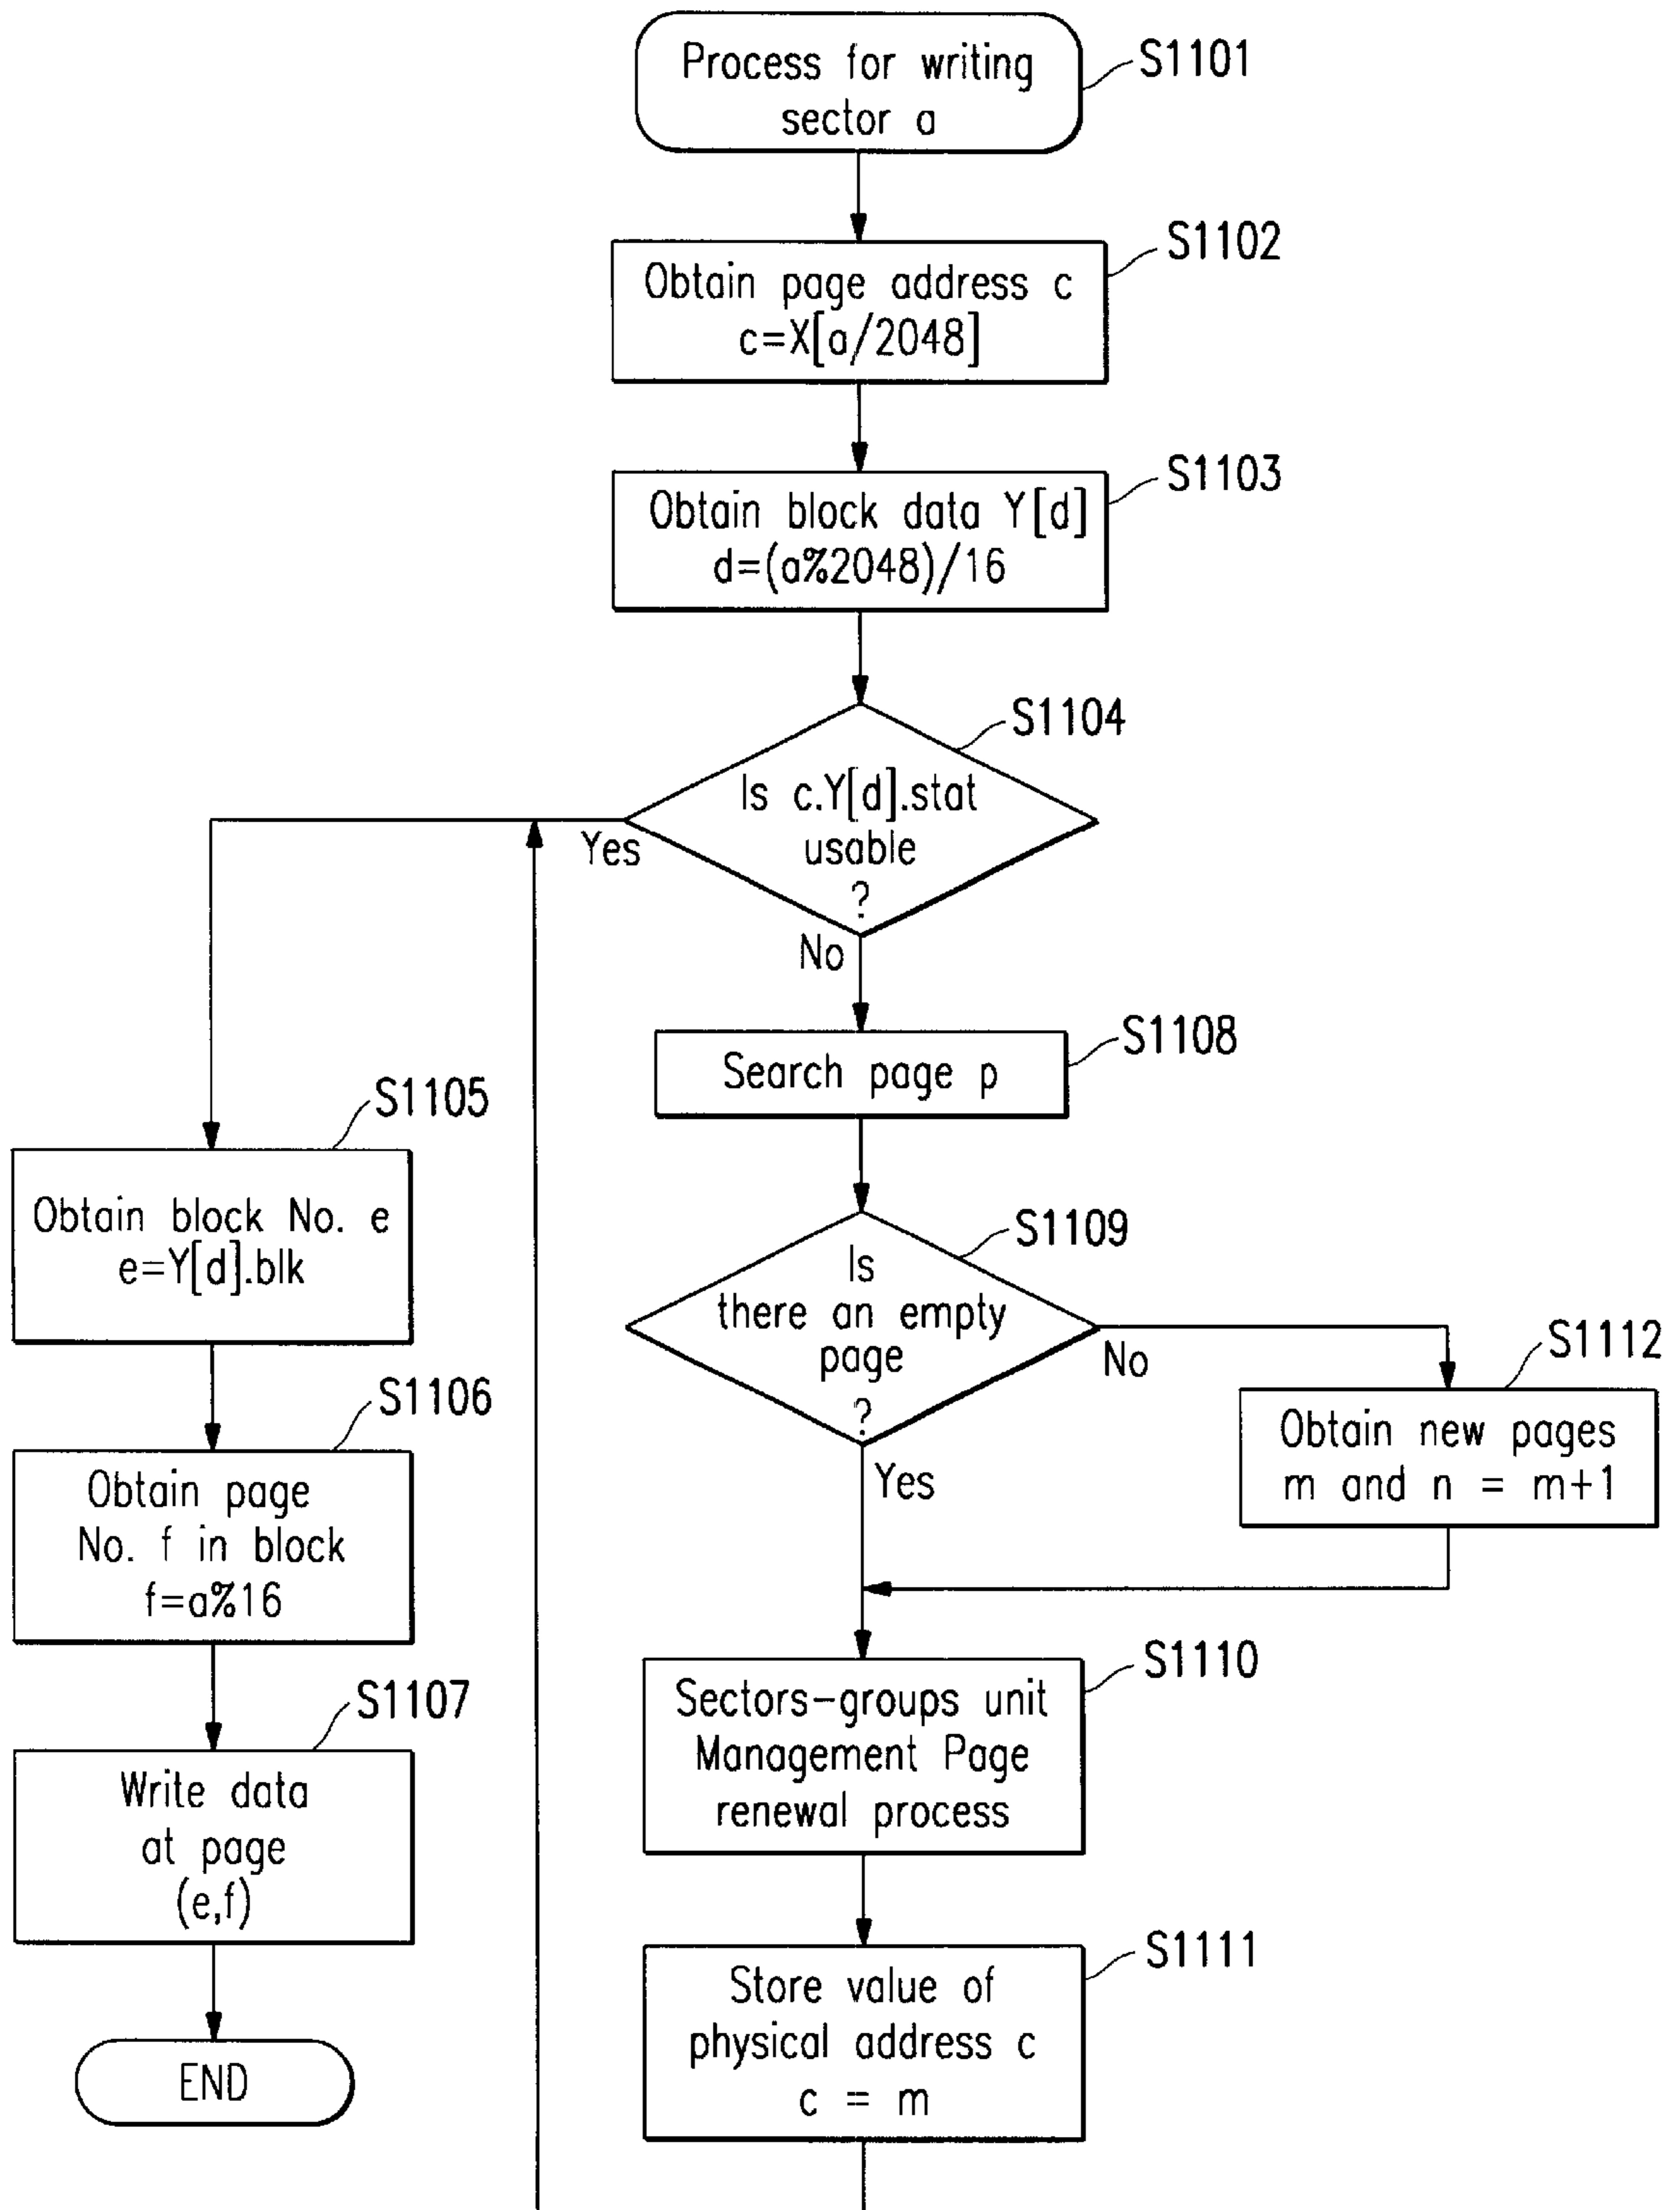 Process for writing
sector a
S1101
Obtain page address c
c=X[a/2048]
S1102
Obtain block data Y[d]
d=(a%2048)/16
S1103
Is c.Y[d].stat
usable
?
S1104
Yes
No
Search page p
S1108
Is
there an empty
page
?
S1109
No
Yes
Obtain new pages
m and n = m+1
S1112
Sectors-groups unit
Management Page
renewal process
S1110
Store value of
physical address c
c = m
S1111
Obtain block No. e
e=Y[d].blk
S1105
Obtain page
No. f in block
f=a%16
S1106
Write data
at page
(e,f)
S1107
END